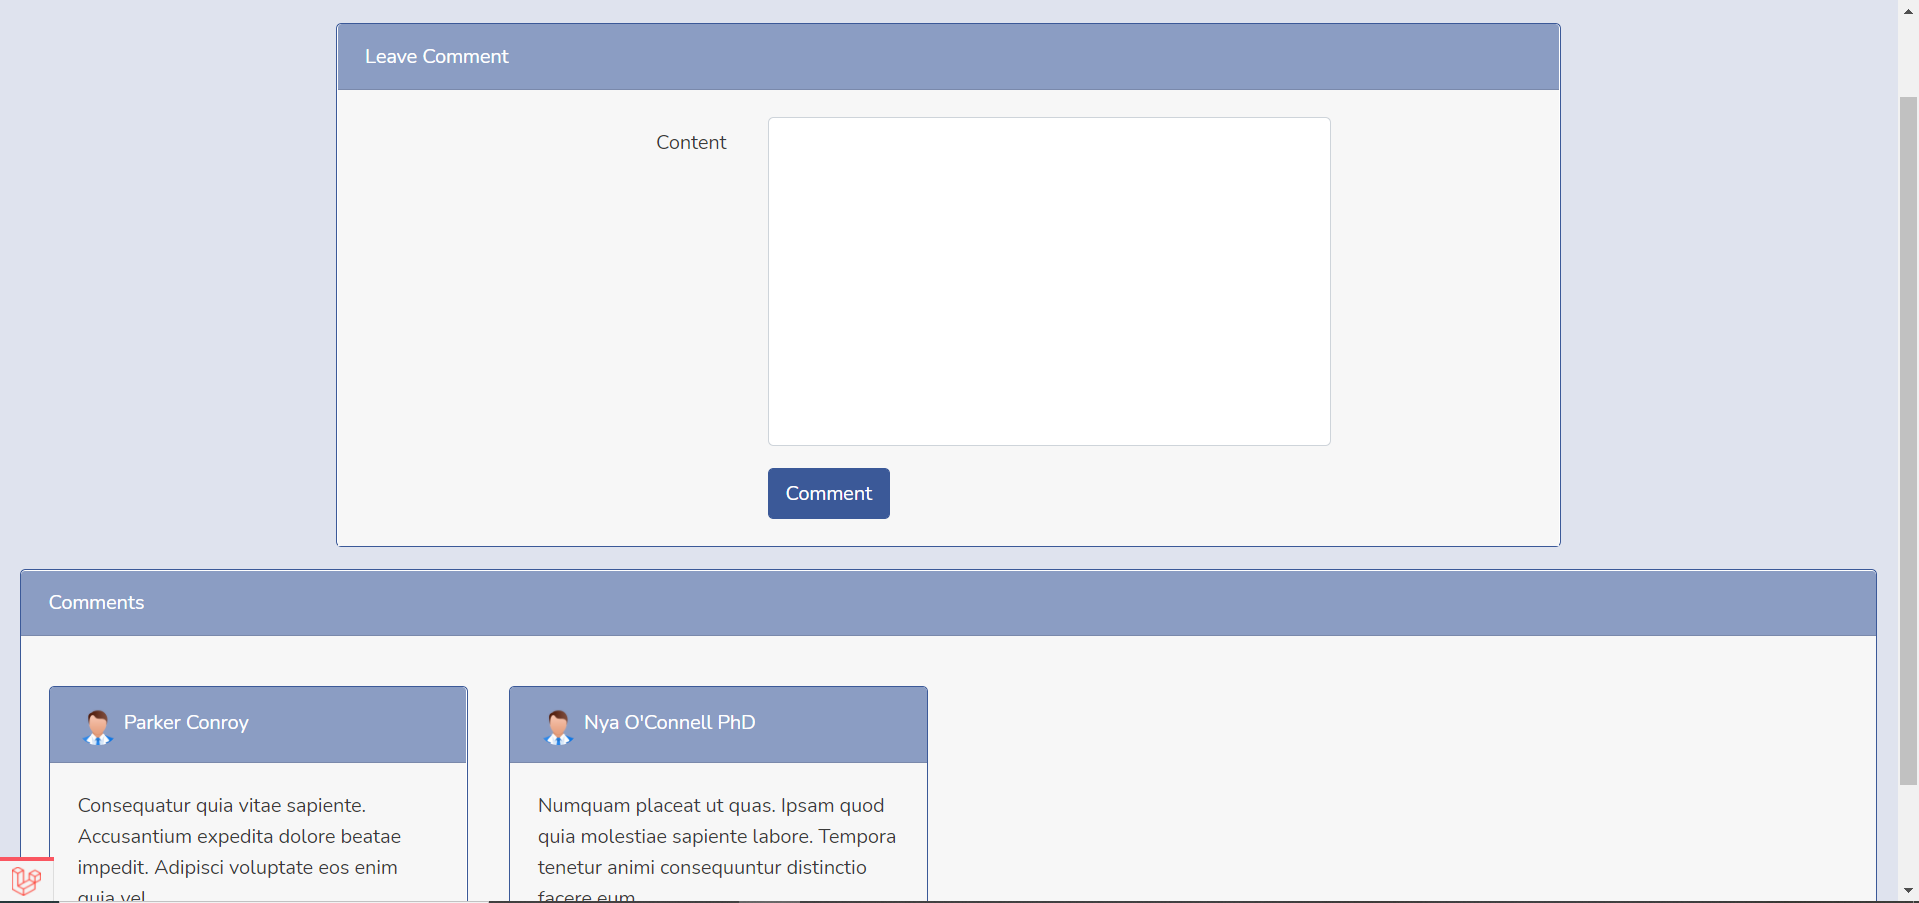 Leave Comment
Content
Comment
Comments
Parker Conroy
Consequatur quia vitae sapiente.
Accusantium expedita dolore beatae
impedit. Adipisci voluptate eos enim
quia vel
Nya O'Connell PhD
Numquam placeat ut quas. Ipsam quod
quia molestiae sapiente labore. Tempora
tenetur animi consequuntur distinctio
facere eum